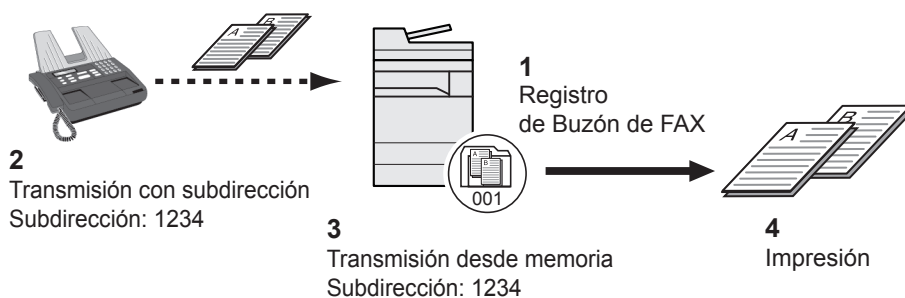 A
B
1
Registro
de Buzón de FAX
2
Transmisión con subdirección
Subdirección: 1234
A
B
001
3
Transmisión desde memoria
Subdirección: 1234
A
B
4
Impresión